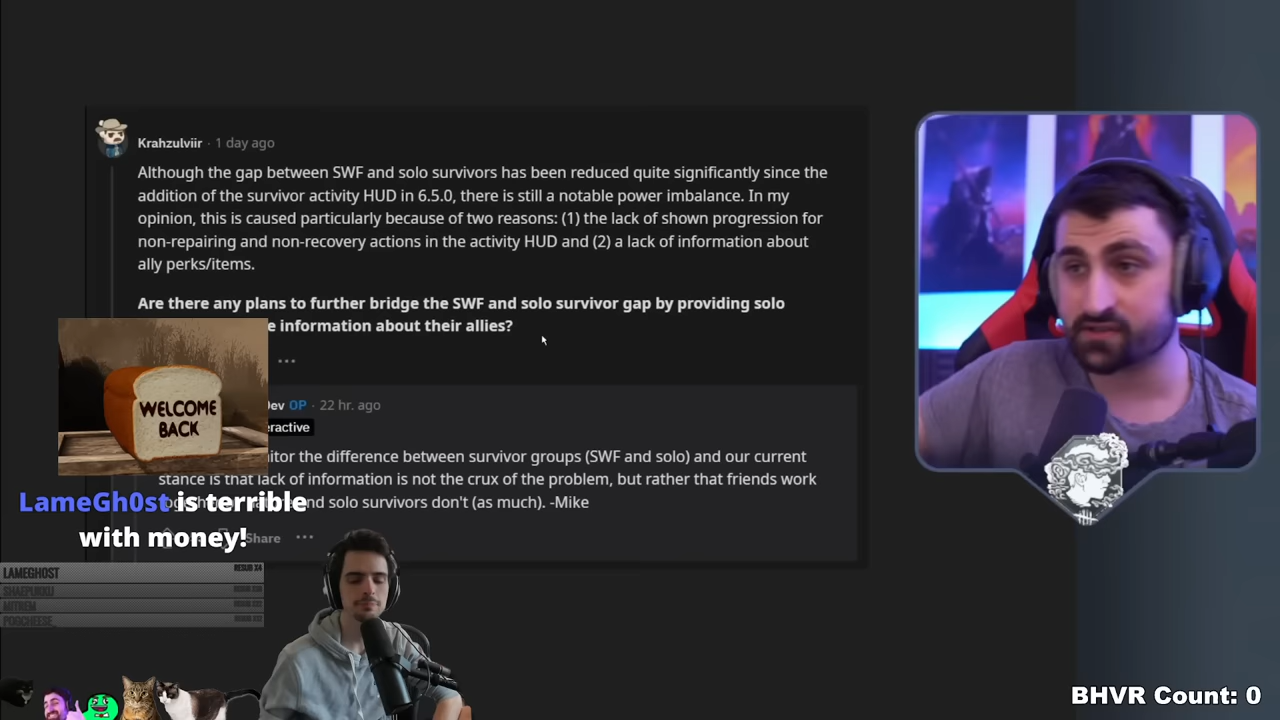 Krahzulviir · 1 day ago
Although the gap between SWF and solo survivors has been reduced quite significantly since the
addition of the survivor activity HUD in 6.5.0, there is still a notable power imbalance. In my
opinion, this is caused particularly because of two reasons: (1) the lack of shown progression for
non-repairing and non-recovery actions in the activity HUD and (2) a lack of information about
ally perks/items.
Are there any plans to further bridge the SWF and solo survivor gap by providing solo
information about their allies?
WELCOME
BACK
OP · 22 hr. ago
the difference between survivor groups (SWF and solo) and our current
stance is that lack of information is not the crux of the problem, but rather that friends work
and solo survivors don't (as much). -Mike
Share
LameGh0st is terrible
with money!
LAMEGHOST RESUB X4
SHAEPURXU
MITREM
POGCHEESE_
BHVR Count: 0